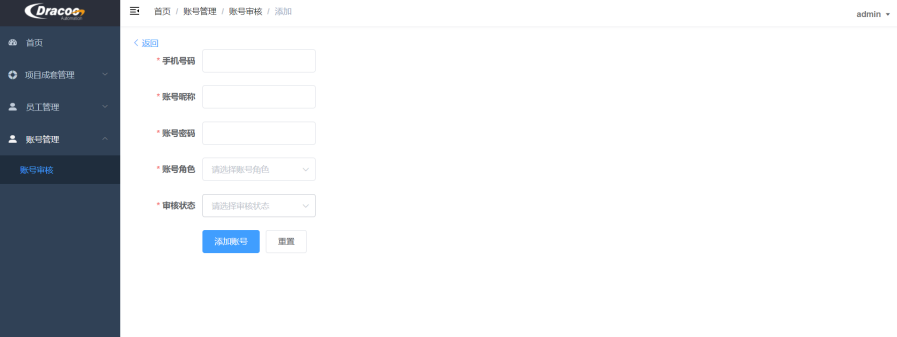 Dracoo
Automation
首页 / 账号管理 / 账号审核 / 添加
admin
首页
项目成套管理
员工管理
账号管理
账号审核
返回
* 手机号码
* 账号昵称
* 账号密码
* 账号角色 请选择账号角色
* 审核状态 请选择审核状态
添加账号 重置